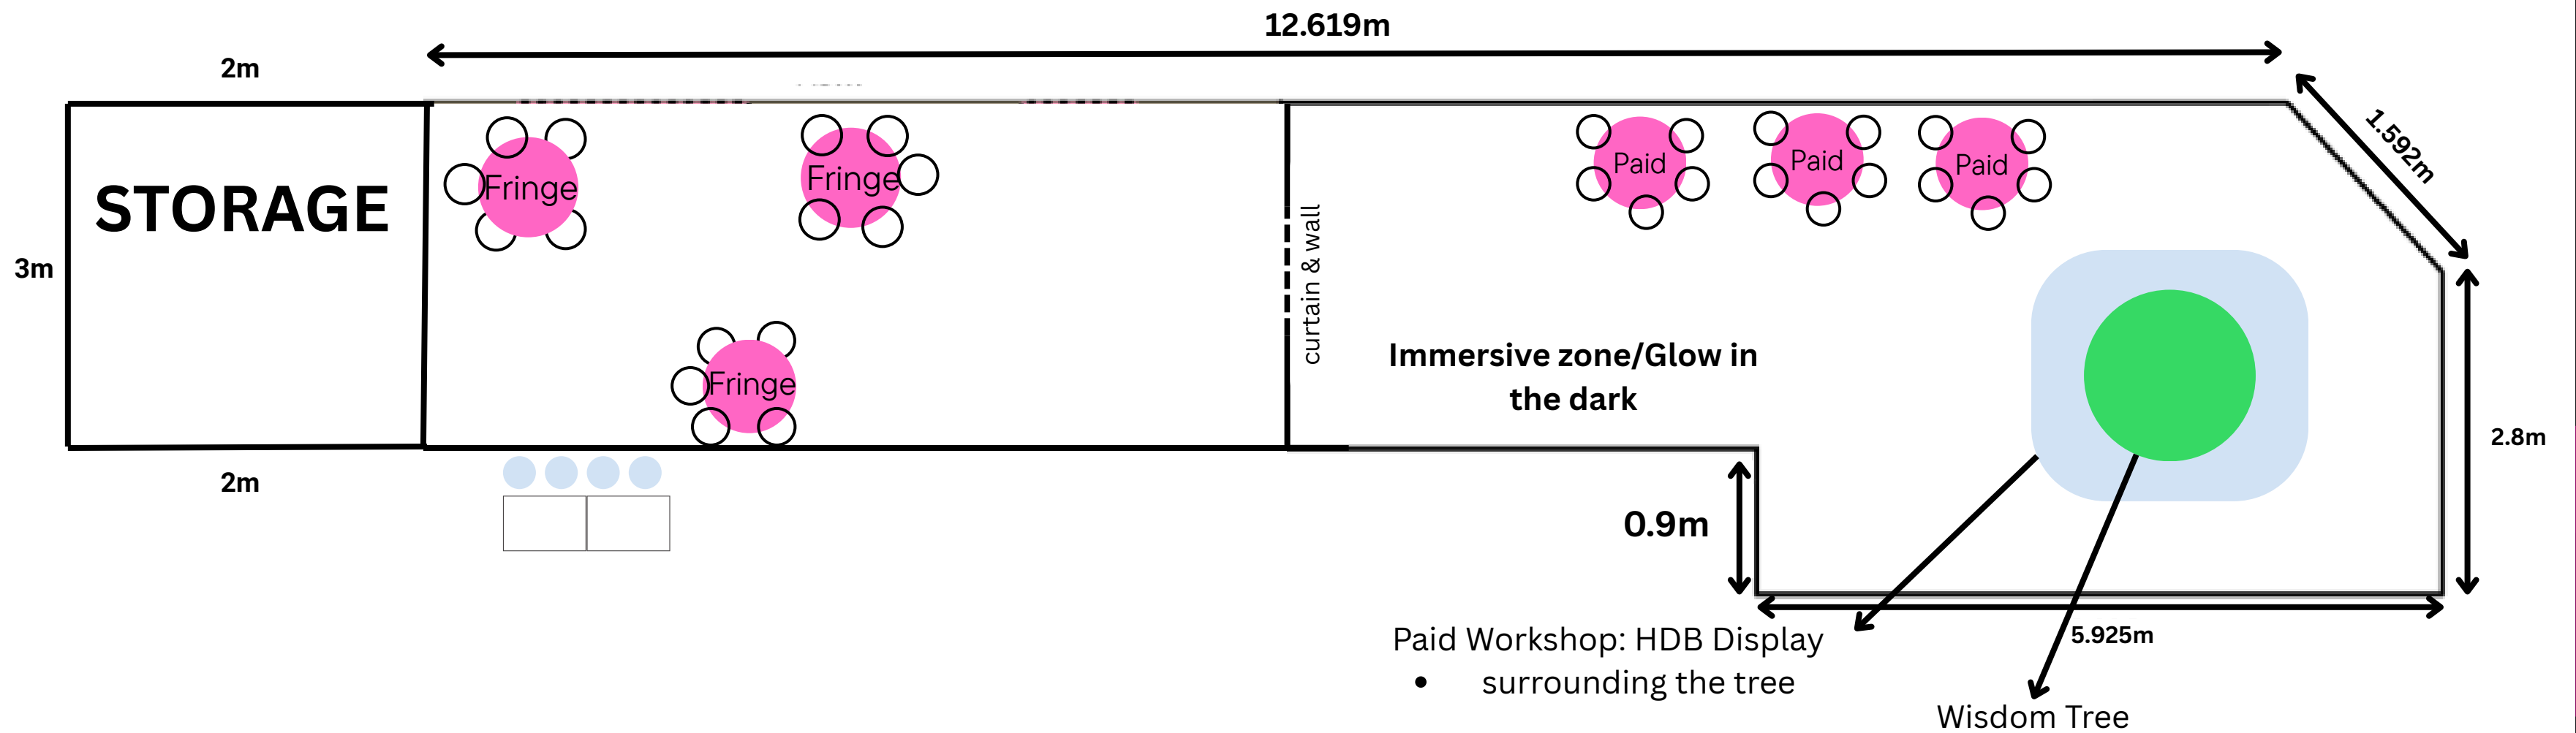 12.619m
2m
1.592m
STORAGE
Fringe
Fringe
Paid
Paid
Paid
3m
curtain & wall
Fringe
Immersive zone/Glow in
the dark
2.8m
2m
0.9m
5.925m
Paid Workshop: HDB Display
• surrounding the tree
Wisdom Tree